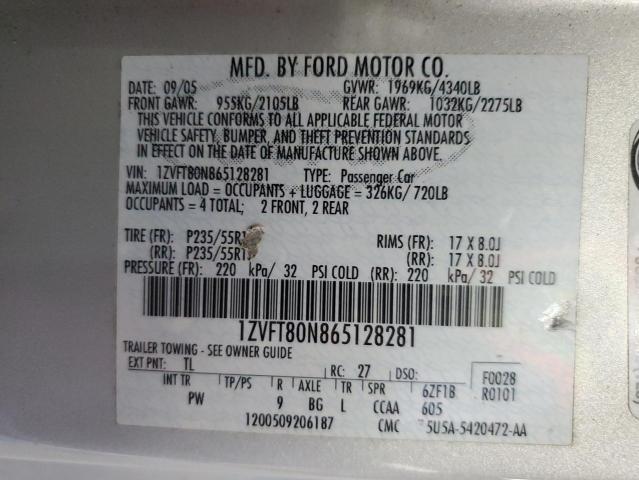 MFD. BY FORD MOTOR CO.
DATE: 09/05 GVWR: 1969KG/4340LB
FRONT GAWR: 955KG/2105LB REAR GAWR: 1032KG/2275LB
THIS VEHICLE CONFORMS TO ALL APPLICABLE FEDERAL MOTOR
VEHICLE SAFETY, BUMPER, AND THEFT PREVENTION STANDARDS
IN EFFECT ON THE DATE OF MANUFACTURE SHOWN ABOVE.
VIN: 1ZVFT80N865128281 TYPE: Passenger Car
MAXIMUM LOAD = OCCUPANTS + LUGGAGE = 326KG/ 720LB
OCCUPANTS = 4 TOTAL; 2 FRONT, 2 REAR
TIRE (FR): RIMS (FR): 17 X 8.0J
(RR): (RR): 17 X 8.0J
PRESSURE (FR): 220 kPa/ 32 PSI COLD (RR): 220 kPa/ 32 PSI COLD
1ZVFT80N865128281
TRAILER TOWING - SEE OWNER GUIDE
EXT PNT: TL RC: 27 DSO: F0028
INT TR TP/PS R AXLE TR SPR 6ZF1B R0101
PW 9 BG L CCAA 605
1200509206187 CMC 5U5A-5420472-AA